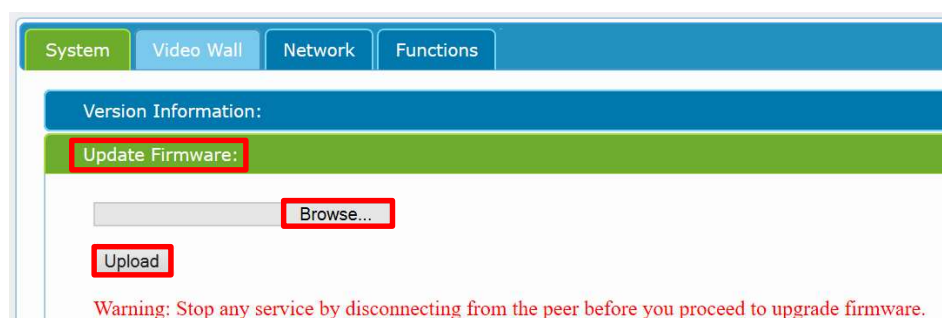 System Video Wall Network Functions
Version Information:
Update Firmware:
Browse...
Upload
Warning: Stop any service by disconnecting from the peer before you proceed to upgrade firmware.